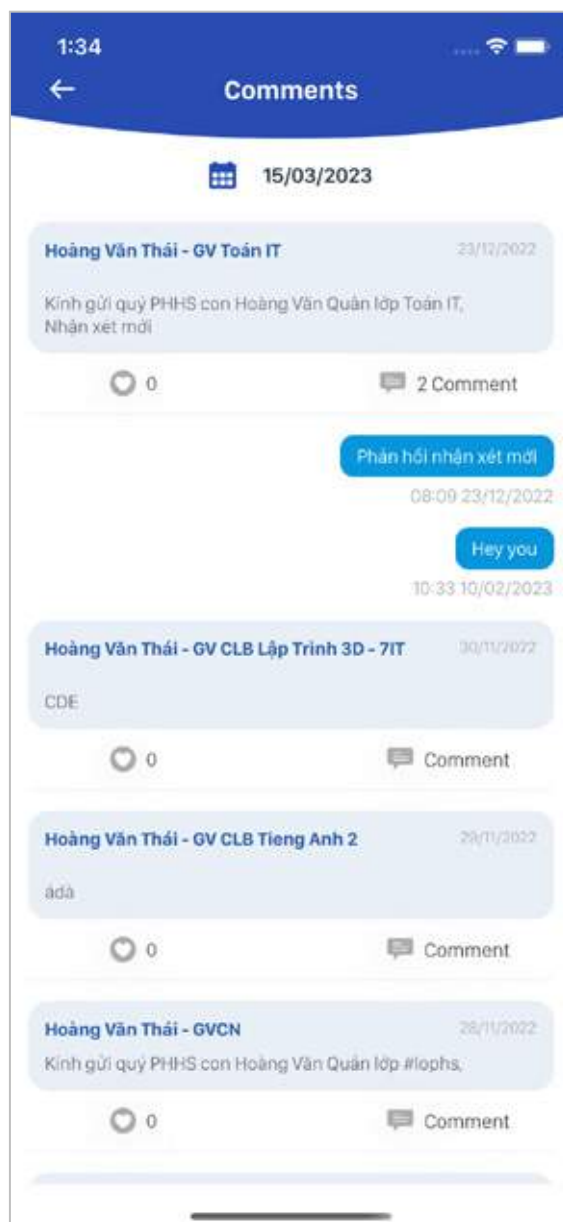 1:34
Comments
15/03/2023
Hoàng Văn Thái - GV Toán IT 23/12/2022
Kính gửi quý PHHS con Hoàng Văn Quân lớp Toán IT,
Nhận xét mới
0 2 Comment
Phản hồi nhận xét mới
08:09 23/12/2022
Hey you
10:33 10/02/2023
Hoàng Văn Thái - GV CLB Lập Trình 3D - 7IT 30/11/2022
CDE
0 Comment
Hoàng Văn Thái - GV CLB Tieng Anh 2 29/11/2022
ádà
0 Comment
Hoàng Văn Thái - GVCN 28/11/2022
Kính gửi quý PHHS con Hoàng Văn Quân lớp #lophs,
0 Comment